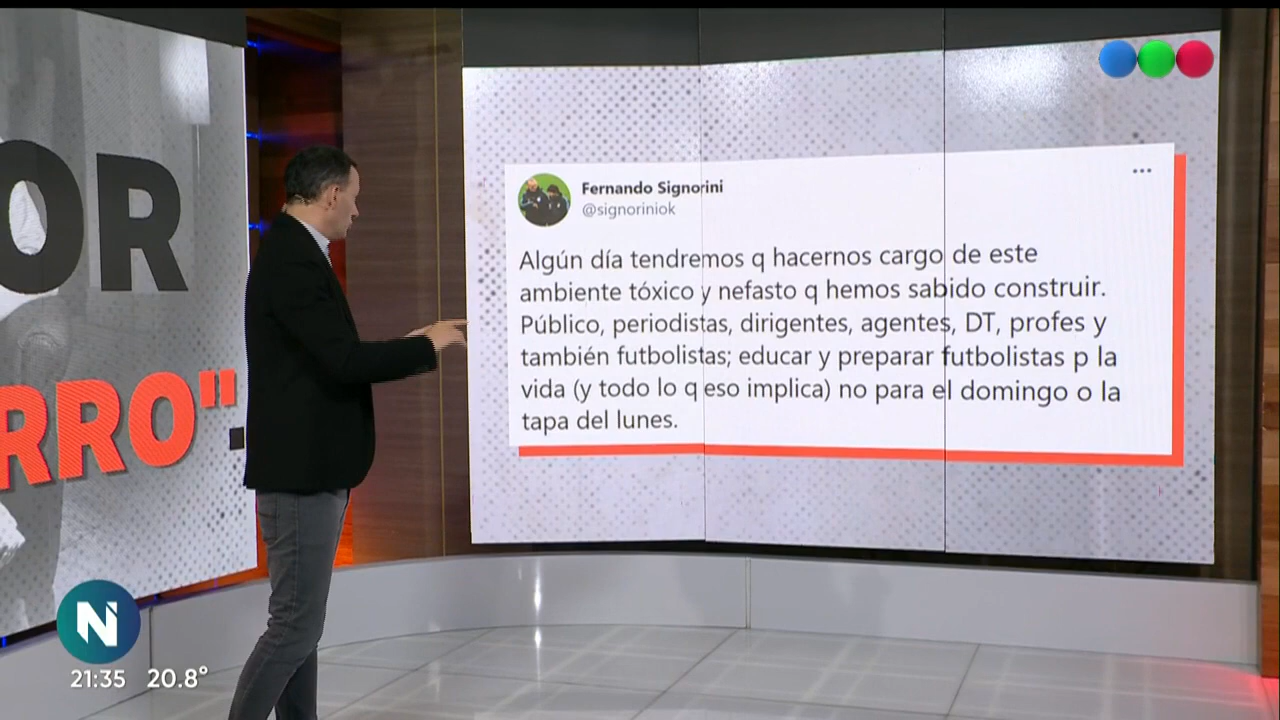 OR
RRO".
Fernando Signorini
@signoriniok
Algún día tendremos q hacernos cargo de este
ambiente tóxico y nefasto q hemos sabido construir.
Público, periodistas, dirigentes, agentes, DT, profes y
también futbolistas; educar y preparar futbolistas p la
vida (y todo lo q eso implica) no para el domingo o la
tapa del lunes.
N
21:35 20.8°